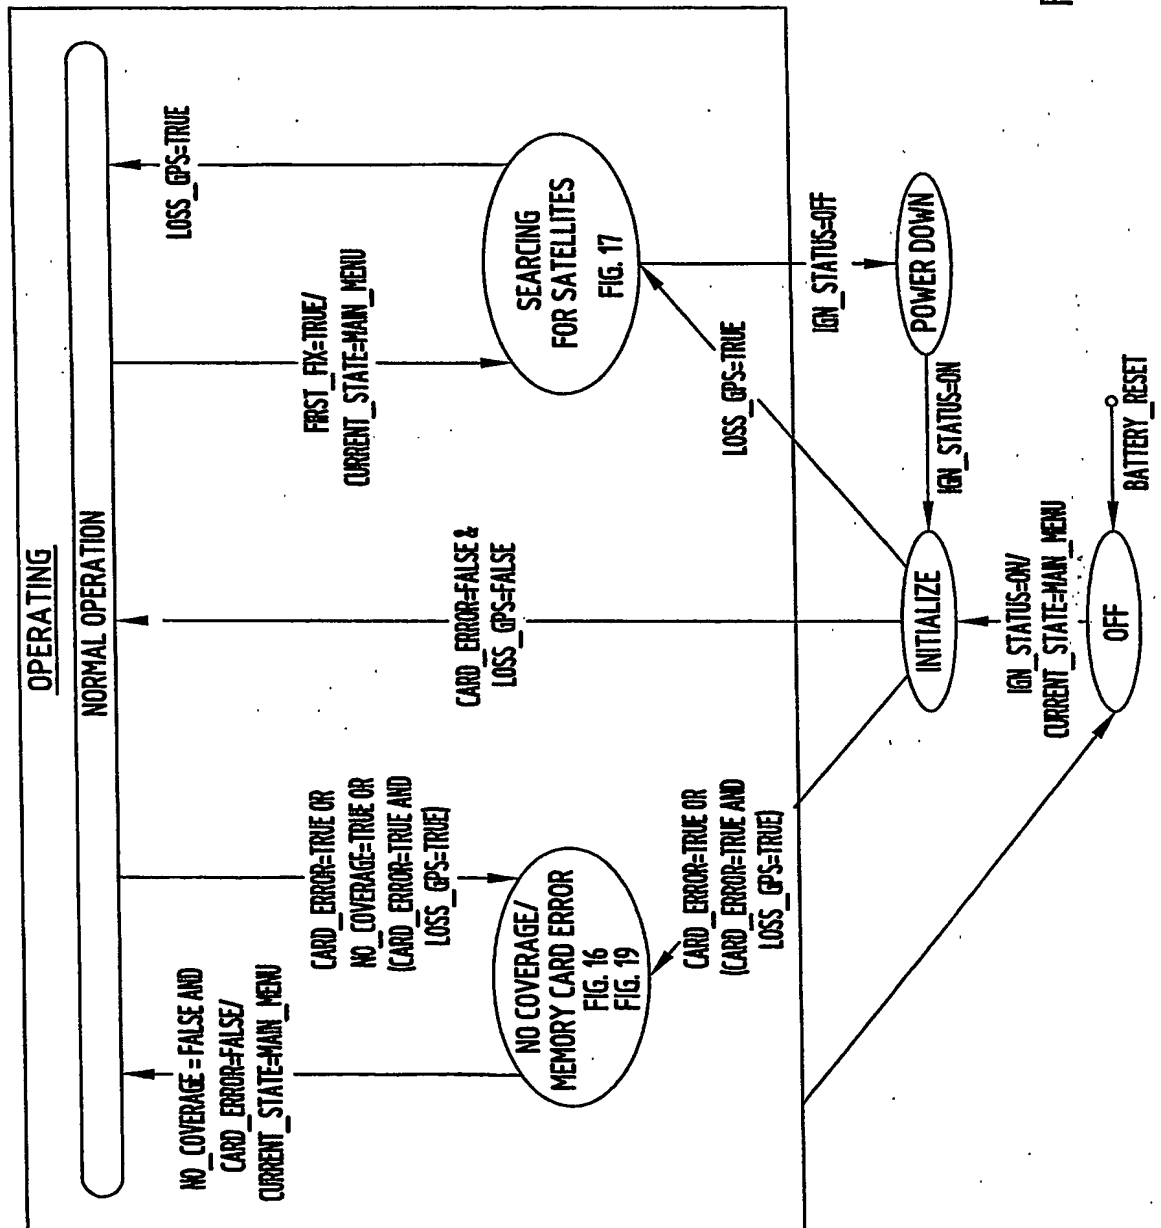 OPERATING
NORMAL OPERATION
NO_COVERAGE = FALSE AND
CARD_ERROR=FALSE/
CURRENT_STATE=MAIN_MENU
CARD_ERROR=TRUE OR
NO_COVERAGE=TRUE OR
(CARD_ERROR=TRUE AND
LOSS_GPS=TRUE)
CARD_ERROR=FALSE &
LOSS_GPS=FALSE
FIRST_FIX=TRUE/
CURRENT_STATE=MAIN_MENU
LOSS_GPS=TRUE
NO COVERAGE/
MEMORY CARD ERROR
FIG. 16
FIG. 19
SEARCING
FOR SATELLITES
FIG. 17
CARD_ERROR=TRUE OR
(CARD_ERROR=TRUE AND
LOSS_GPS=TRUE)
LOSS_GPS=TRUE
IGN_STATUS=OFF
INITIALIZE
IGN_STATUS=ON
POWER DOWN
IGN_STATUS=ON/
CURRENT_STATE=MAIN_MENU
OFF
BATTERY_RESET